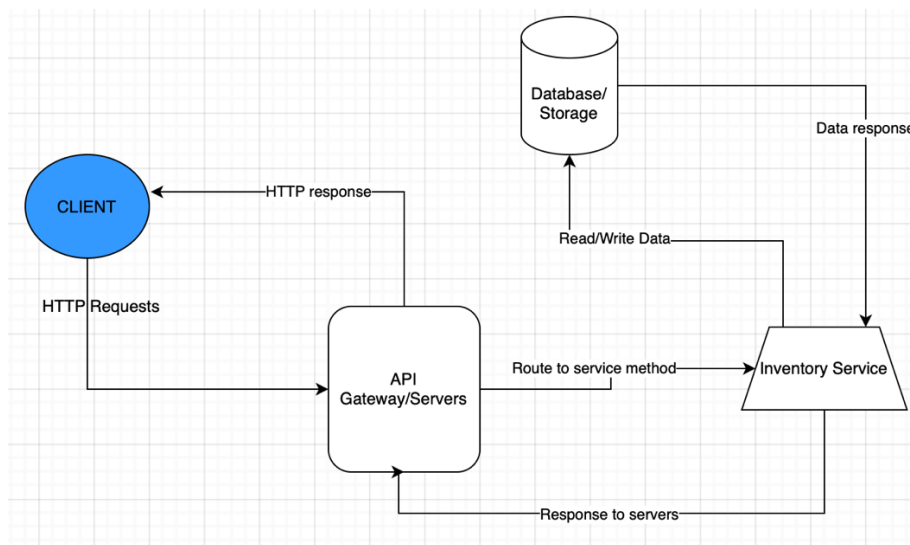 Database/
Storage
Data response
CLIENT
HTTP response
Read/Write Data
HTTP Requests
API
Gateway/Servers
Route to service method
Inventory Service
Response to servers